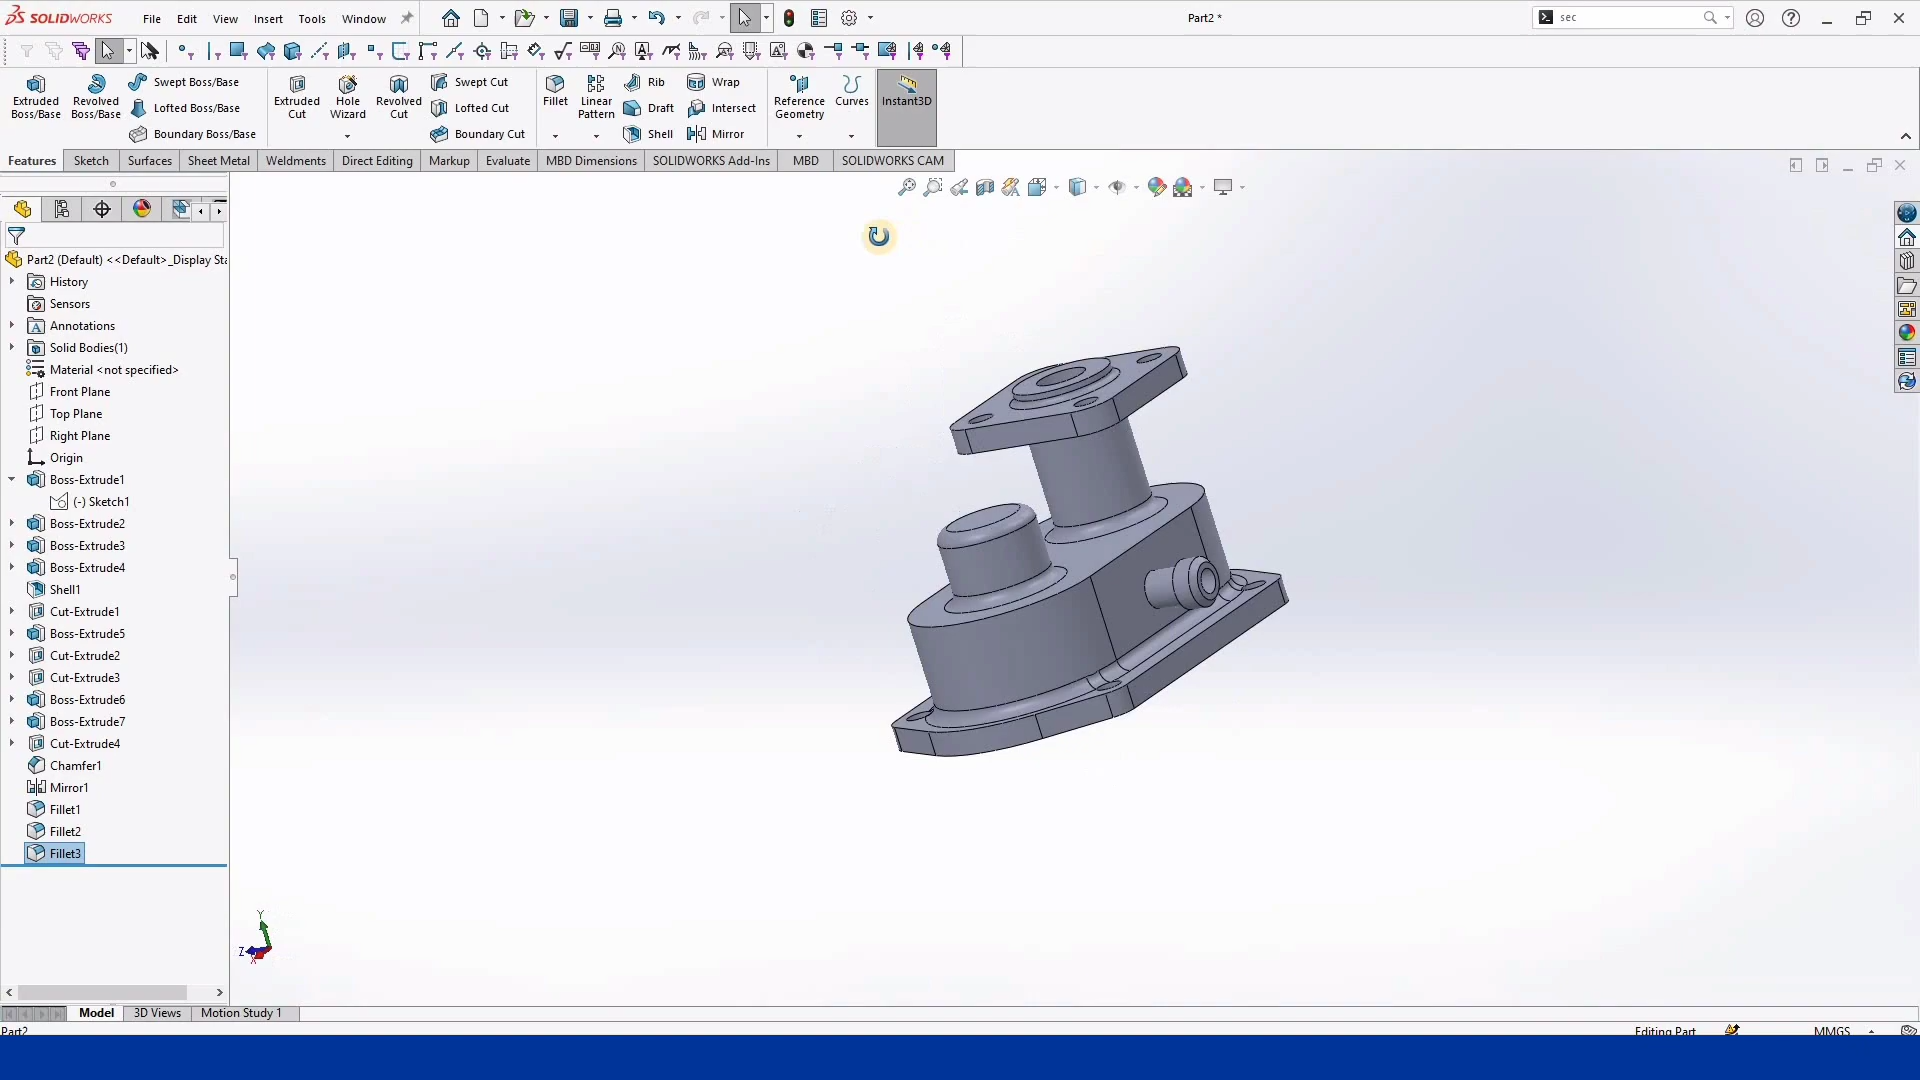 SOLIDWORKS
File Edit View Insert Tools Window
Part2 *
sec
Extruded Boss/Base
Revolved Boss/Base
Swept Boss/Base
Lofted Boss/Base
Boundary Boss/Base
Extruded Cut
Hole Wizard
Revolved Cut
Swept Cut
Lofted Cut
Boundary Cut
Fillet
Linear Pattern
Rib
Draft
Shell
Wrap
Intersect
Mirror
Reference Geometry
Curves
Instant3D
Features Sketch Surfaces Sheet Metal Weldments Direct Editing Markup Evaluate MBD Dimensions SOLIDWORKS Add-Ins MBD SOLIDWORKS CAM
Part2 (Default) <<Default>_Display Sta
History
Sensors
Annotations
Solid Bodies(1)
Material <not specified>
Front Plane
Top Plane
Right Plane
Origin
Boss-Extrude1
(-) Sketch1
Boss-Extrude2
Boss-Extrude3
Boss-Extrude4
Shell1
Cut-Extrude1
Boss-Extrude5
Cut-Extrude2
Cut-Extrude3
Boss-Extrude6
Boss-Extrude7
Cut-Extrude4
Chamfer1
Mirror1
Fillet1
Fillet2
Fillet3
Y
Z
X
Model 3D Views Motion Study 1
Part2 Editing Part MMGS